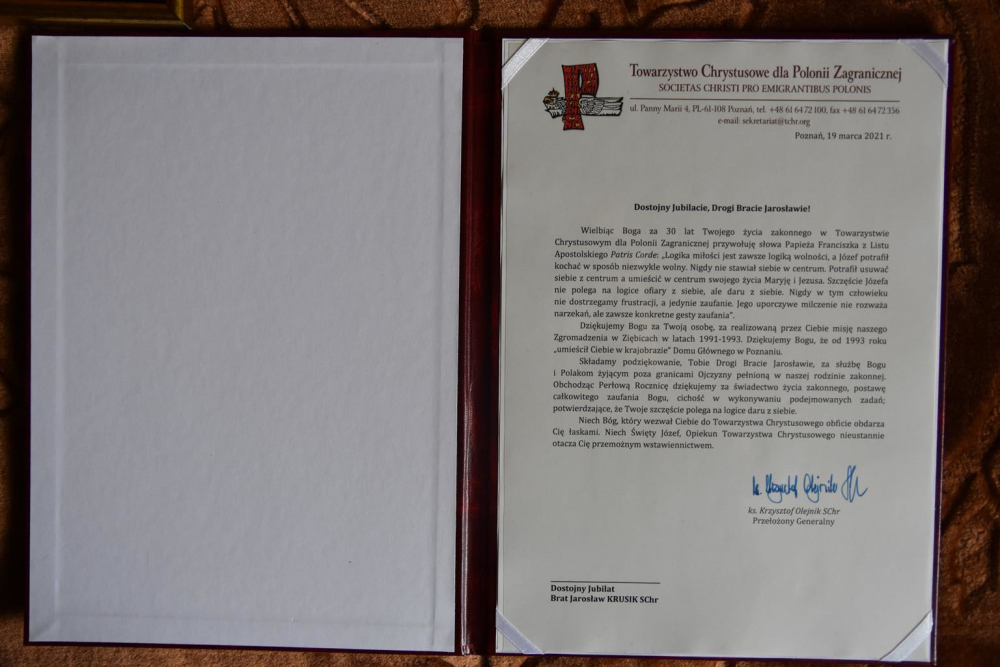 Towarzystwo Chrystusowe dla Polonii Zagranicznej
SOCIETAS CHRISTI PRO EMIGRANTIBUS POLONIS
ul. Panny Marii 4, PL-61-108 Poznań, tel. +48 61 64 72 100, fax +48 61 64 72 356
e-mail: sekretariat@tchr.org
Poznań, 19 marca 2021 r.
Dostojny Jubilacie, Drogi Bracie Jarosławie!
Wielbiąc Boga za 30 lat Twojego życia zakonnego w Towarzystwie
Chrystusowym dla Polonii Zagranicznej przywołuję słowa Papieża Franciszka z Listu
Apostolskiego Patris Corde: „Logika miłości jest zawsze logiką wolności, a Józef potrafił
kochać w sposób niezwykle wolny. Nigdy nie stawiał siebie w centrum. Potrafił usuwać
siebie z centrum a umieścić w centrum swojego życia Maryję i Jezusa. Szczęście Józefa
nie polega na logice ofiary z siebie, ale daru z siebie. Nigdy w tym człowieku
nie dostrzegamy frustracji, a jedynie zaufanie. Jego uporczywe milczenie nie rozważa
narzekań, ale zawsze konkretne gesty zaufania”.
Dziękujemy Bogu za Twoją osobę, za realizowaną przez Ciebie misję naszego
Zgromadzenia w Ziębicach w latach 1991-1993. Dziękujemy Bogu, że od 1993 roku
„umieścił Ciebie w krajobrazie” Domu Głównego w Poznaniu.
Składamy podziękowanie, Tobie Drogi Bracie Jarosławie, za służbę Bogu
i Polakom żyjącym poza granicami Ojczyzny pełnioną w naszej rodzinie zakonnej.
Obchodząc Perłową Rocznicę dziękujemy za świadectwo życia zakonnego, postawę
całkowitego zaufania Bogu, cichość w wykonywaniu podejmowanych zadań;
potwierdzające, że Twoje szczęście polega na logice daru z siebie.
Niech Bóg, który wezwał Ciebie do Towarzystwa Chrystusowego obficie obdarza
Cię łaskami. Niech Święty Józef, Opiekun Towarzystwa Chrystusowego nieustannie
otacza Cię przemożnym wstawiennictwem.
ks. Krzysztof Olejnik SChr
ks. Krzysztof Olejnik SChr
Przełożony Generalny
Dostojny Jubilat
Brat Jarosław KRUSIK SChr